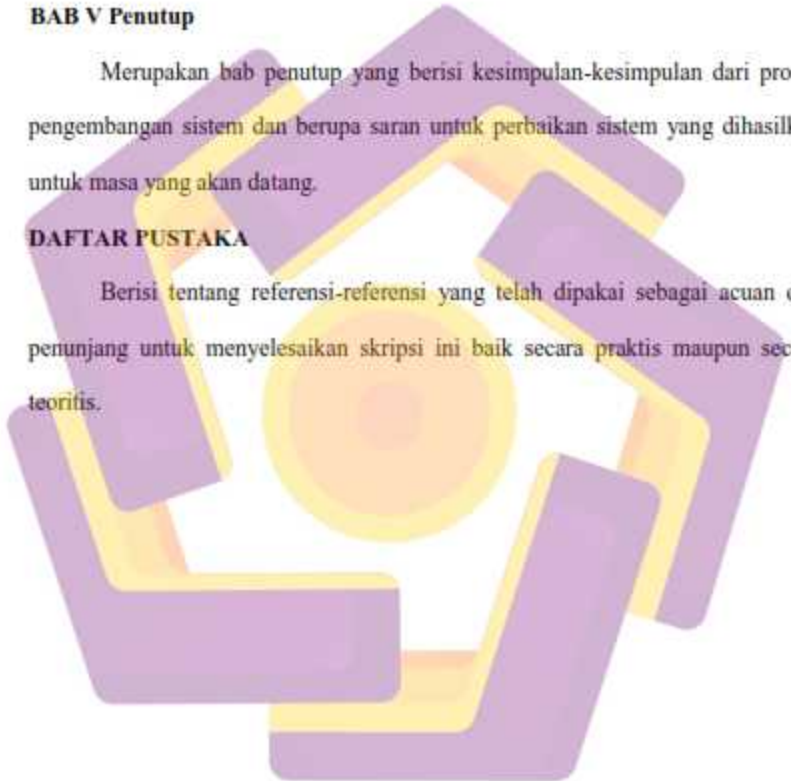 BAB V Penutup
Merupakan bab penutup yang berisi kesimpulan-kesimpulan dari pro
pengembangan sistem dan berupa saran untuk perbaikan sistem yang dihasilk
untuk masa yang akan datang.
DAFTAR PUSTAKA
Berisi tentang referensi-referensi yang telah dipakai sebagai acuan d
penunjang untuk menyelesaikan skripsi ini baik secara praktis maupun sec
teoritis.